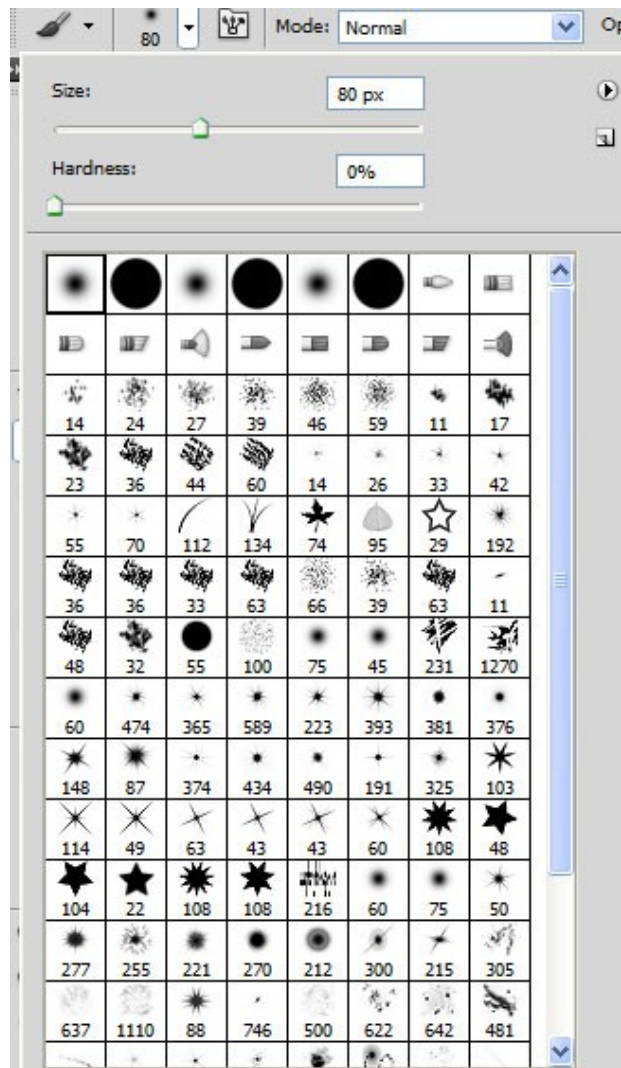 80 Mode: Normal Op
Size: 80 px
Hardness: 0%
14 24 27 39 46 59 11 17
23 36 44 60 14 26 33 42
55 70 112 134 74 95 29 192
36 36 33 63 66 39 63 11
48 32 55 100 75 45 231 1270
60 474 365 589 223 393 381 376
148 87 374 434 490 191 325 103
114 49 63 43 43 60 108 48
104 22 108 108 216 60 75 50
277 255 221 270 212 300 215 305
637 1110 88 746 500 622 642 481